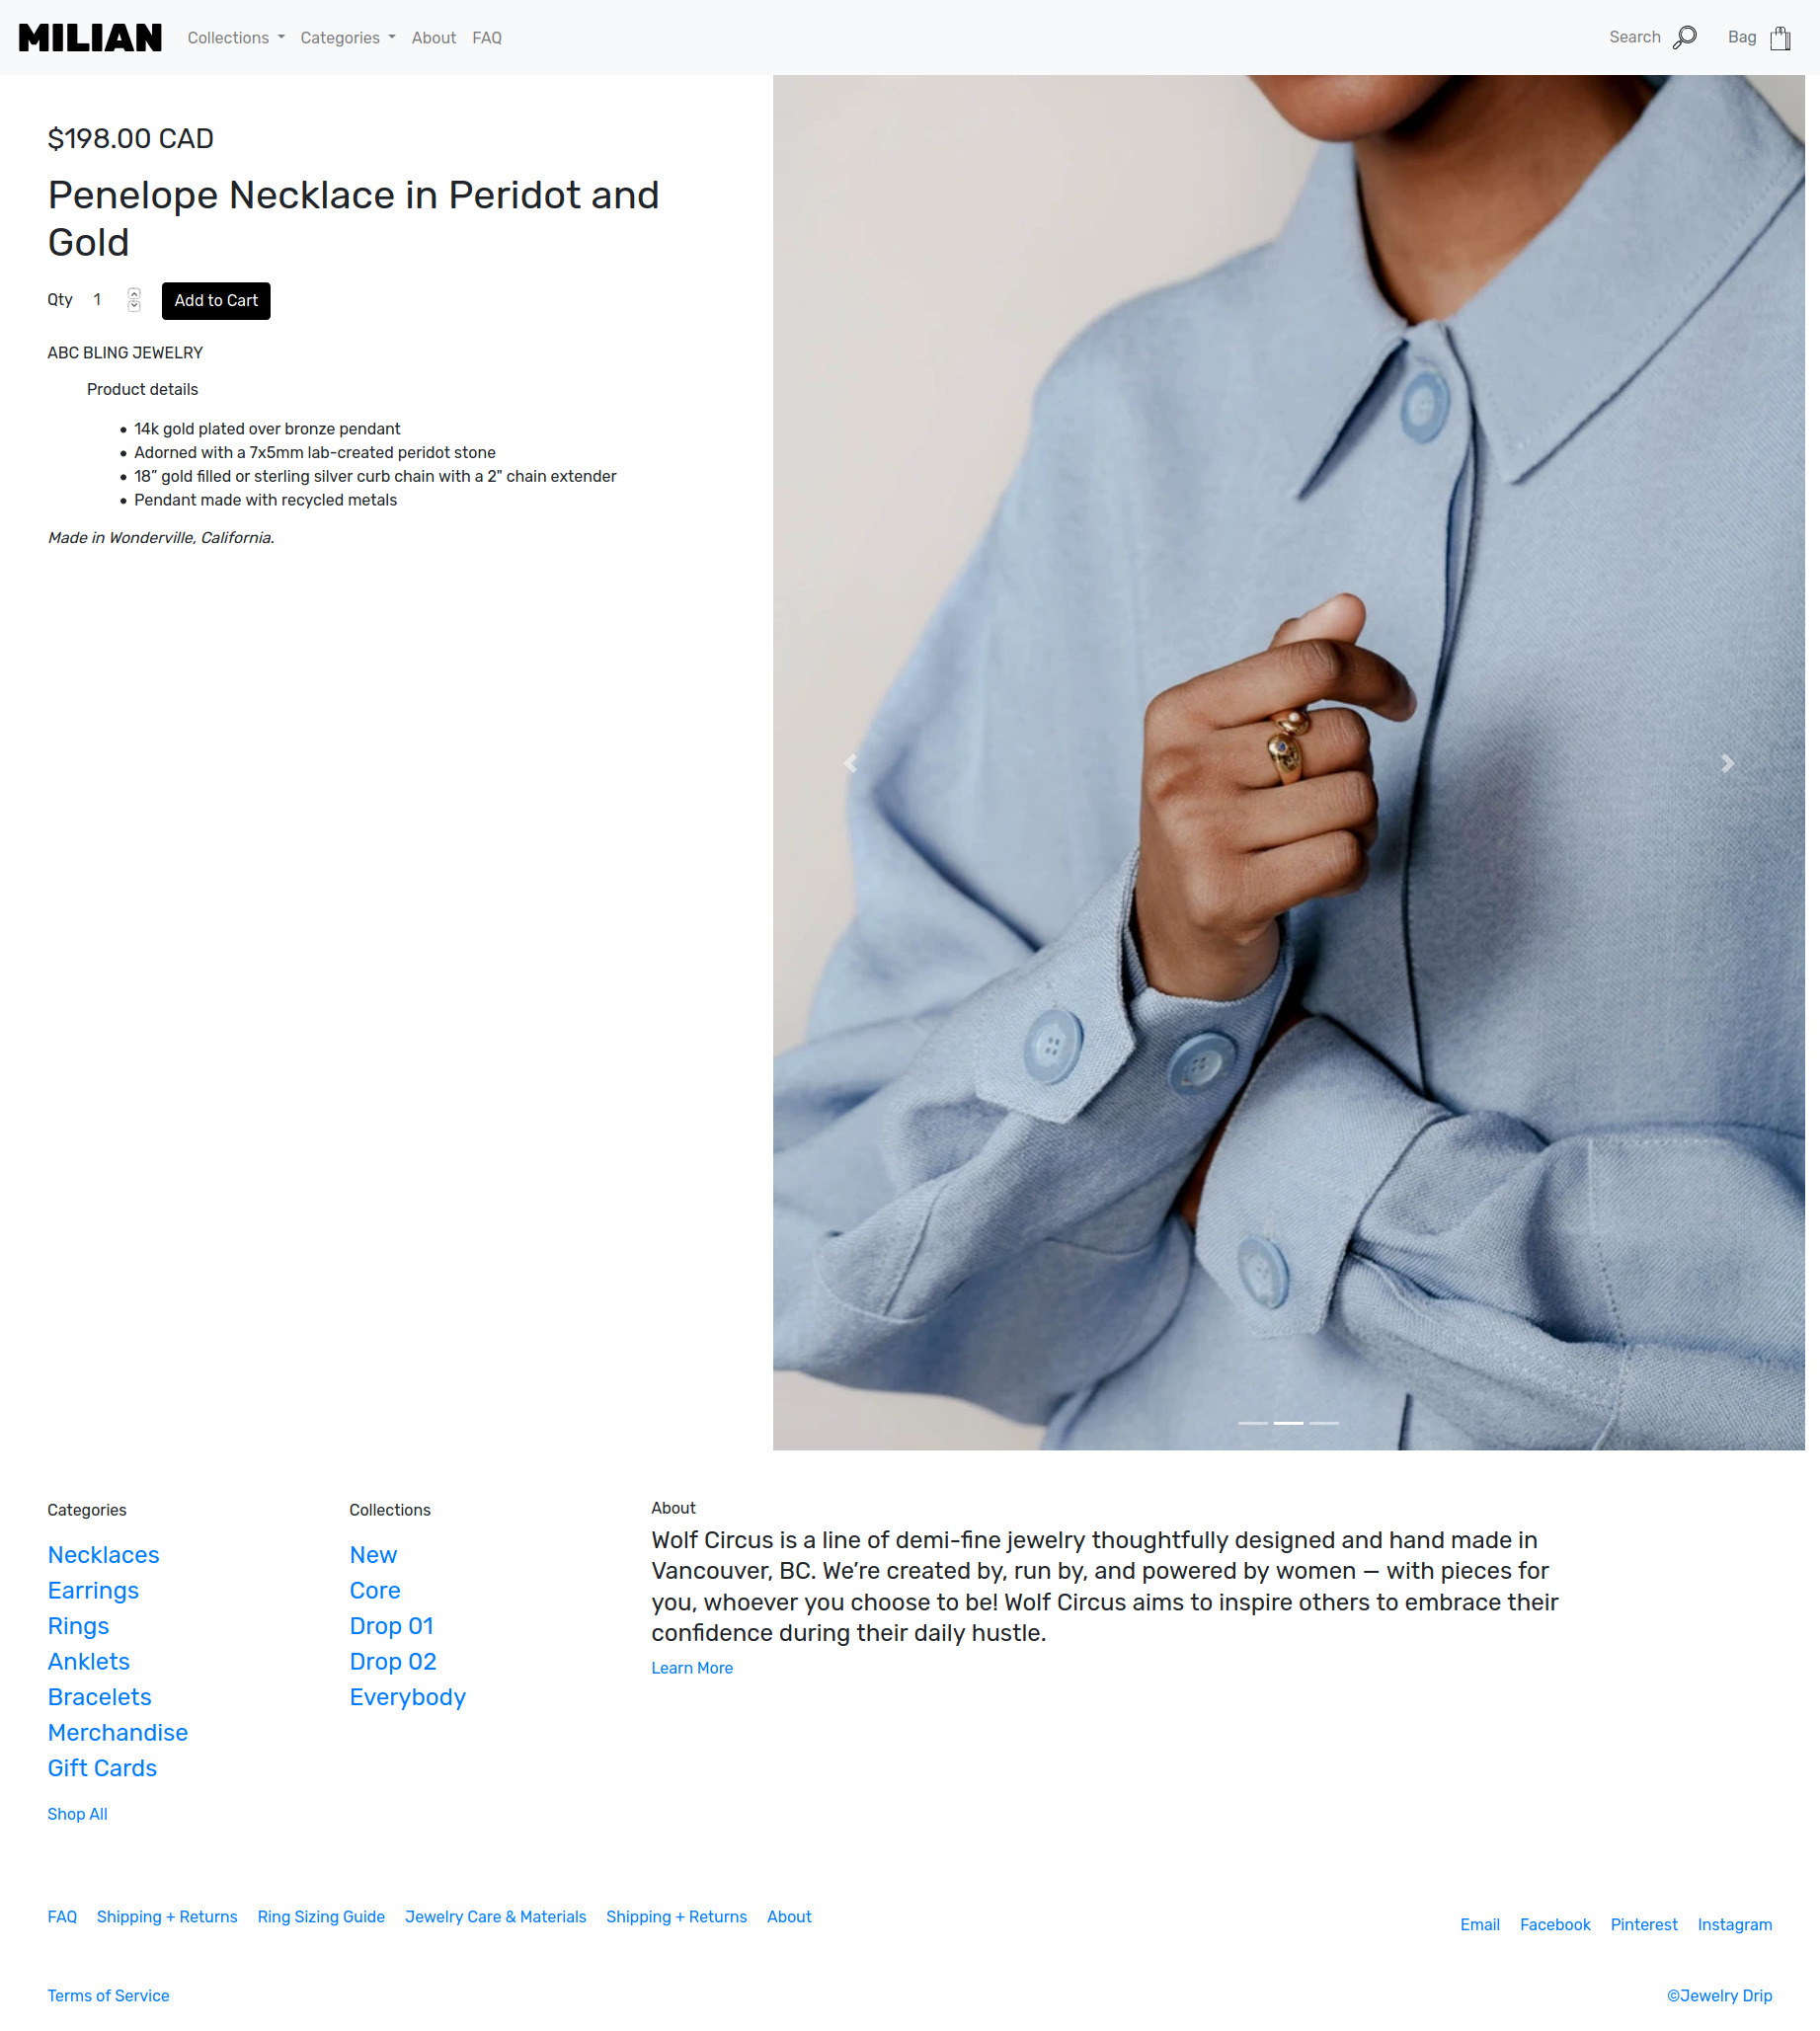 MILIAN Collections Categories About FAQ Search Bag
$198.00 CAD
Penelope Necklace in Peridot and
Gold
Qty 1 Add to Cart
ABC BLING JEWELRY
Product details
• 14k gold plated over bronze pendant
• Adorned with a 7x5mm lab-created peridot stone
• 18” gold filled or sterling silver curb chain with a 2" chain extender
• Pendant made with recycled metals
Made in Wonderville, California.
Categories
Necklaces
Earrings
Rings
Anklets
Bracelets
Merchandise
Gift Cards
Shop All
Collections
New
Core
Drop 01
Drop 02
Everybody
About
Wolf Circus is a line of demi-fine jewelry thoughtfully designed and hand made in
Vancouver, BC. We’re created by, run by, and powered by women — with pieces for
you, whoever you choose to be! Wolf Circus aims to inspire others to embrace their
confidence during their daily hustle.
Learn More
FAQ Shipping + Returns Ring Sizing Guide Jewelry Care & Materials Shipping + Returns About
Email Facebook Pinterest Instagram
Terms of Service
©Jewelry Drip